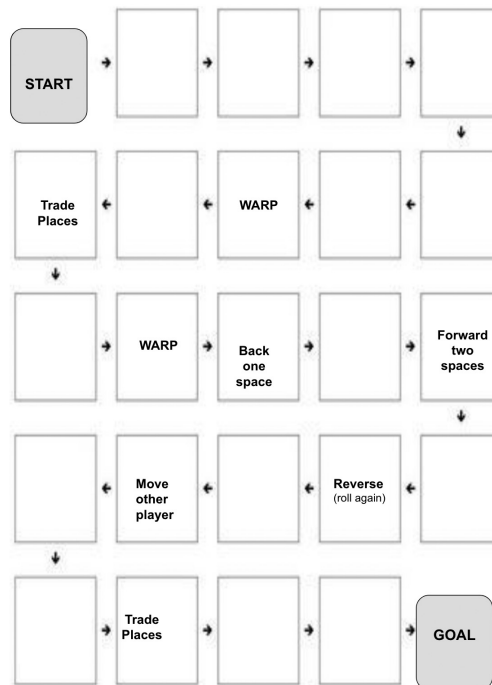 START
Trade
Places
WARP
WARP
Back
one
space
Forward
two
spaces
Move
other
player
Reverse
(roll again)
Trade
Places
GOAL